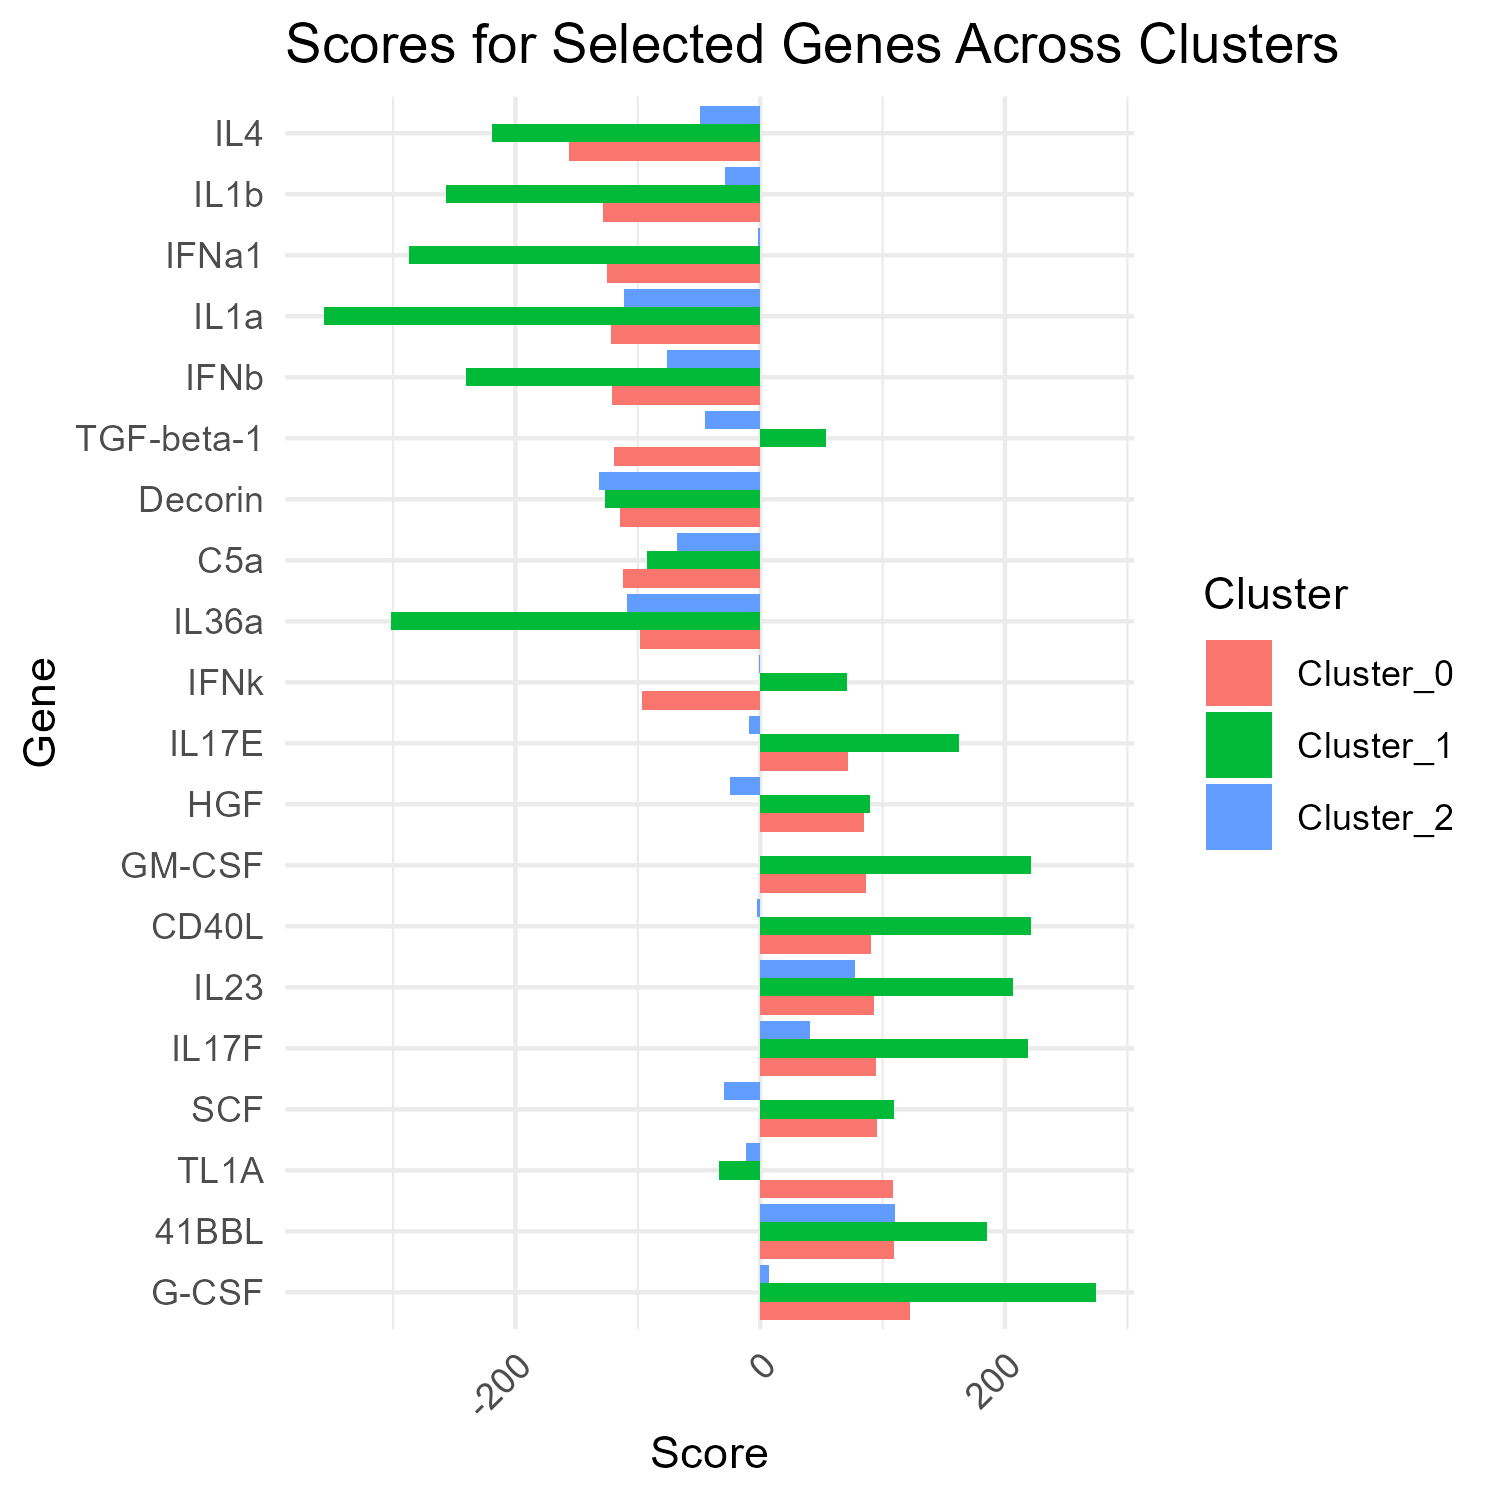 Scores for Selected Genes Across Clusters
IL4
IL1b
IFNa1
IL1a
IFNb
TGF-beta-1
Decorin
C5a
IL36a
IFNk
IL17E
HGF
GM-CSF
CD40L
IL23
IL17F
SCF
TL1A
41BBL
G-CSF
Gene
-200
0
200
Score
Cluster
Cluster_0
Cluster_1
Cluster_2